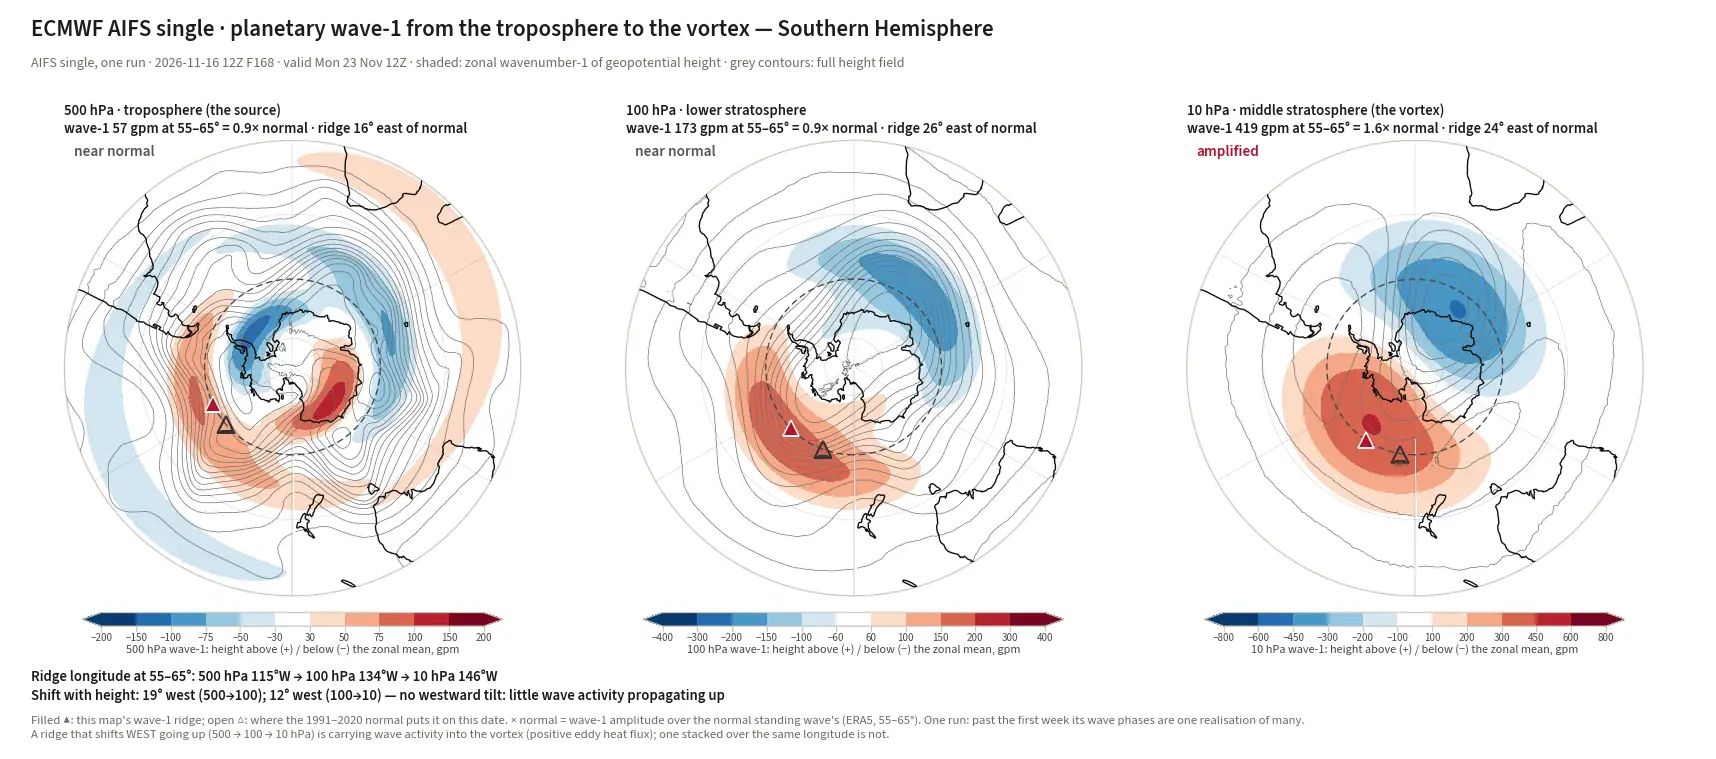 ECMWF AIFS single · planetary wave-1 from the troposphere to the vortex — Southern Hemisphere
AIFS single, one run · 2026-11-16 12Z F168 · valid Mon 23 Nov 12Z · shaded: zonal wavenumber-1 of geopotential height · grey contours: full height field
500 hPa · troposphere (the source)
wave-1 57 gpm at 55–65° = 0.9× normal · ridge 16° east of normal
near normal
100 hPa · lower stratosphere
wave-1 173 gpm at 55–65° = 0.9× normal · ridge 26° east of normal
near normal
10 hPa · middle stratosphere (the vortex)
wave-1 419 gpm at 55–65° = 1.6× normal · ridge 24° east of normal
amplified
−200 −150 −100 −75 −50 −30 30 50 75 100 150 200
500 hPa wave-1: height above (+) / below (−) the zonal mean, gpm
−400 −300 −200 −150 −100 −60 60 100 150 200 300 400
100 hPa wave-1: height above (+) / below (−) the zonal mean, gpm
−800 −600 −450 −300 −200 −100 100 200 300 450 600 800
10 hPa wave-1: height above (+) / below (−) the zonal mean, gpm
Ridge longitude at 55–65°: 500 hPa 115°W → 100 hPa 134°W → 10 hPa 146°W
Shift with height: 19° west (500→100); 12° west (100→10) — no westward tilt: little wave activity propagating up
Filled ▲: this map's wave-1 ridge; open △: where the 1991–2020 normal puts it on this date. × normal = wave-1 amplitude over the normal standing wave's (ERA5, 55–65°). One run: past the first week its wave phases are one realisation of many.
A ridge that shifts WEST going up (500 → 100 → 10 hPa) is carrying wave activity into the vortex (positive eddy heat flux); one stacked over the same longitude is not.